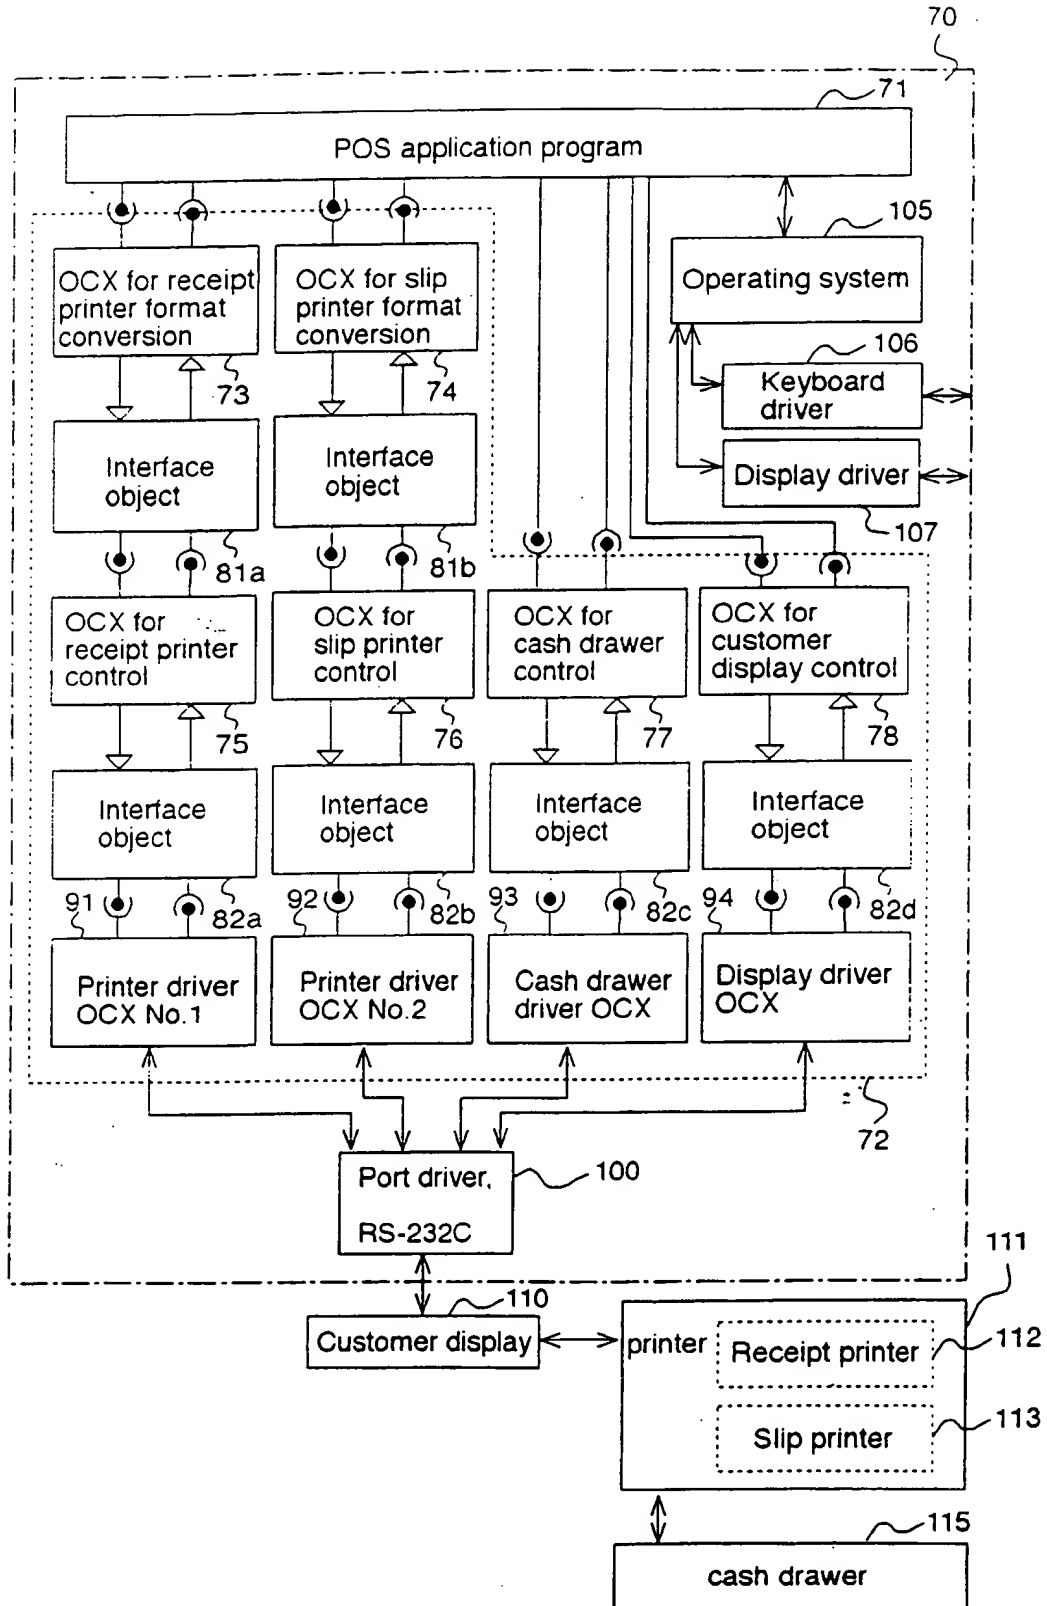 70
71
POS application program
105
Operating system
OCX for receipt
printer format
conversion
73
OCX for slip
printer format
conversion
74
106
Keyboard
driver
Display driver
107
Interface
object
81a
Interface
object
81b
OCX for
receipt printer
control
75
OCX for
slip printer
control
76
OCX for
cash drawer
control
77
OCX for
customer
display control
78
Interface
object
82a
Interface
object
82b
Interface
object
82c
Interface
object
82d
91
Printer driver
OCX No.1
92
Printer driver
OCX No.2
93
Cash drawer
driver OCX
94
Display driver
OCX
72
Port driver,
RS-232C
100
110
Customer display
111
printer
Receipt printer
112
Slip printer
113
115
cash drawer